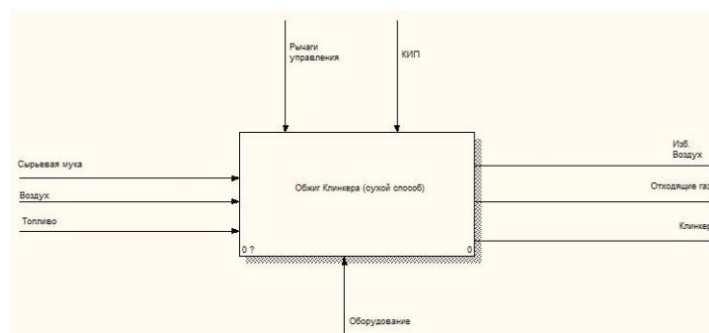 Рычаги
управления
КИП
Сырьевая мука
Воздух
Топливо
Обжиг Клинкера (сухой способ)
0 ?
0
Изб.
Воздух
Отходящие газ
Клинкер
Оборудование